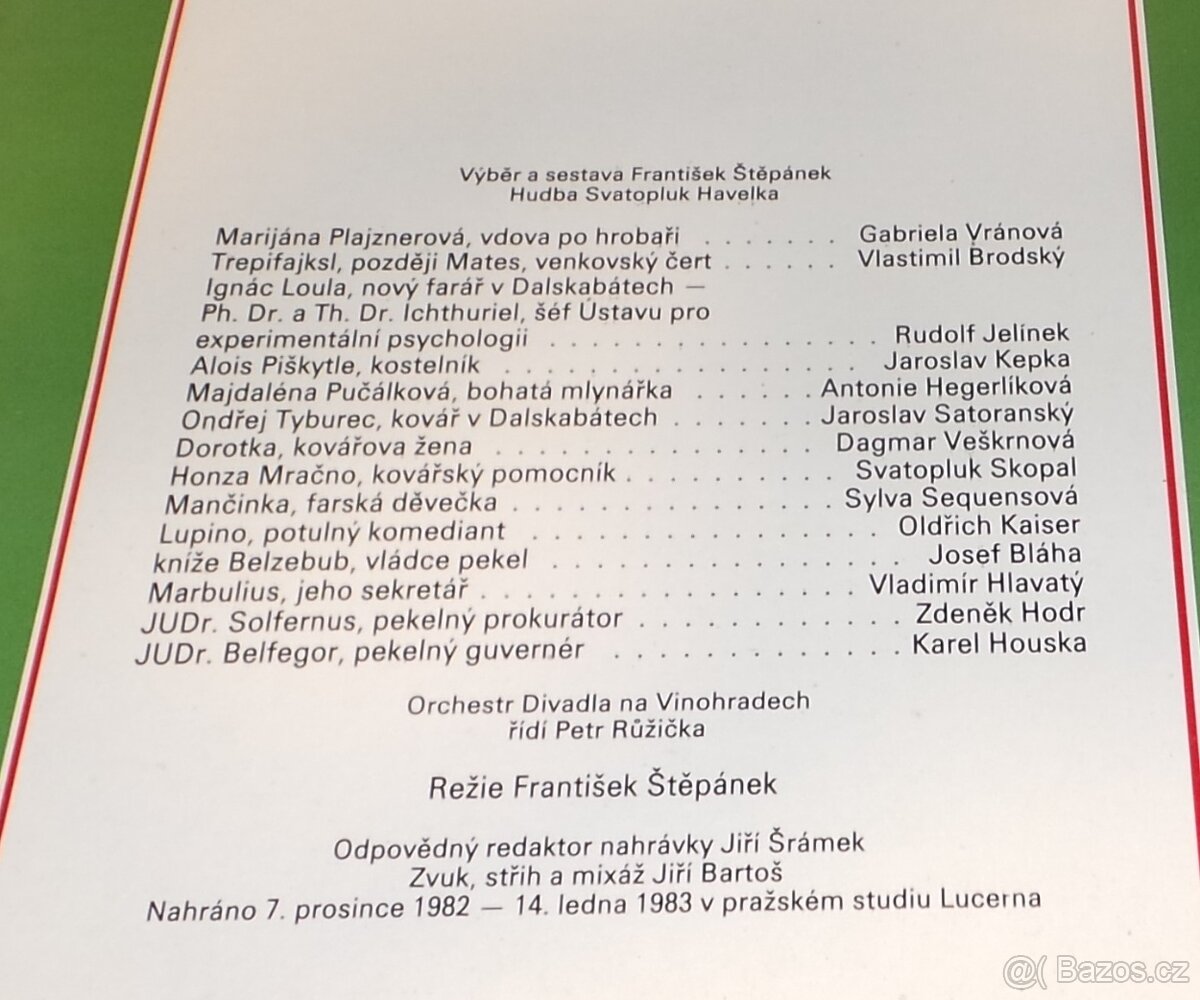 Výběr a sestava František Štěpánek
Hudba Svatopluk Havelka
Marijána Plajznerová, vdova po hrobaři . . . . . . . Gabriela Vránová
Trepifajksl, později Mates, venkovský čert . . . . . . Vlastimil Brodský
Ignác Loula, nový farář v Dalskabátech —
Ph. Dr. a Th. Dr. Ichthuriel, šéf Ústavu pro
experimentální psychologii . . . . . . . . . . . . . . . . Rudolf Jelínek
Alois Piškytle, kostelník . . . . . . . . . . . . . . . . . Jaroslav Kepka
Majdaléna Pučálková, bohatá mlynářka . . . . . . Antonie Hegerlíková
Ondřej Tyburec, kovář v Dalskabátech . . . . . . . Jaroslav Satoranský
Dorotka, kovářova žena . . . . . . . . . . . . . . . Dagmar Veškrnová
Honza Mračno, kovářský pomocník . . . . . . . . . . Svatopluk Skopal
Mančinka, farská děvečka . . . . . . . . . . . . . . . Sylva Sequensová
Lupino, potulný komediant . . . . . . . . . . . . . . . . Oldřich Kaiser
kníže Belzebub, vládce pekel . . . . . . . . . . . . . . . . Josef Bláha
Marbulius, jeho sekretář . . . . . . . . . . . . . . . . . Vladimír Hlavatý
JUDr. Solfernus, pekelný prokurátor . . . . . . . . . . . . Zdeněk Hodr
JUDr. Belfegor, pekelný guvernér . . . . . . . . . . . . . Karel Houska
Orchestr Divadla na Vinohradech
řídí Petr Růžička
Režie František Štěpánek
Odpovědný redaktor nahrávky Jiří Šrámek
Zvuk, střih a mixáž Jiří Bartoš
Nahráno 7. prosince 1982 — 14. ledna 1983 v pražském studiu Lucerna
@( Bazos.cz